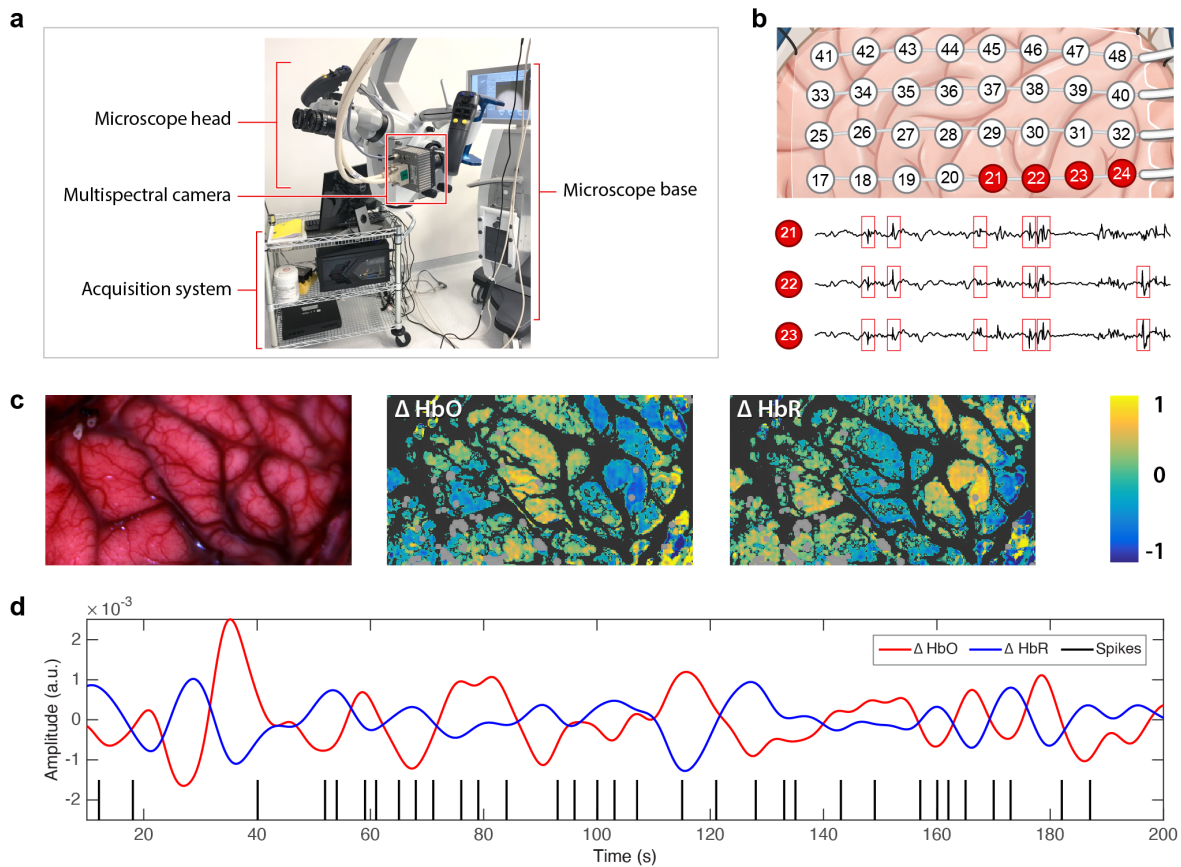 a
Microscope head
Multispectral camera
Acquisition system
Microscope base
b
41 42 43 44 45 46 47 48
33 34 35 36 37 38 39 40
25 26 27 28 29 30 31 32
17 18 19 20 21 22 23 24
21
22
23
c
Δ HbO
Δ HbR
1
0
-1
d
× 10-3
Amplitude (a.u.)
2
1
0
-1
-2
Δ HbO Δ HbR Spikes
20 40 60 80 100 120 140 160 180 200
Time (s)